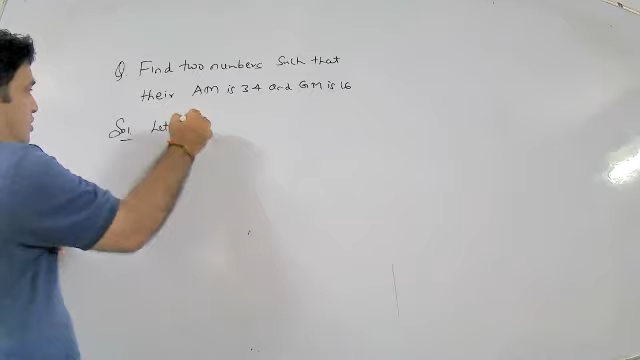 Q. Find two numbers such that
their AM is 34 and GM is 16
Sol. Let